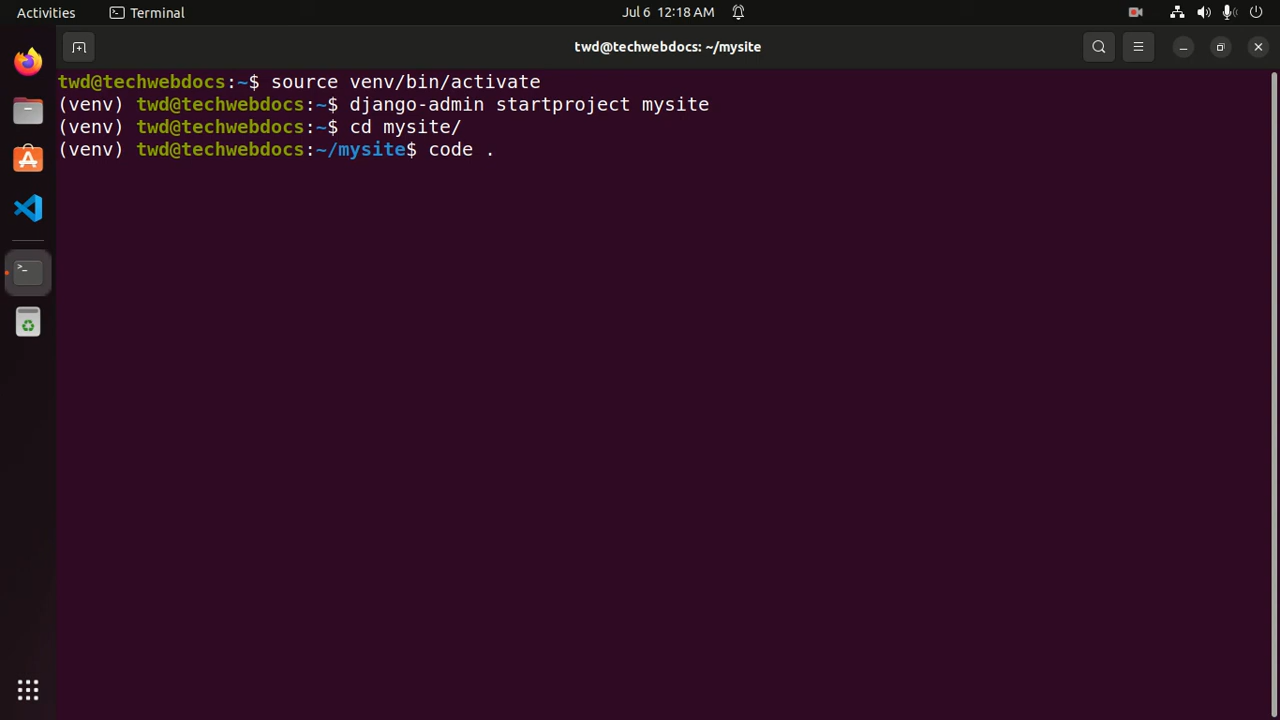 Activities Terminal Jul 6 12:18 AM
twd@techwebdocs: ~/mysite
twd@techwebdocs:~$ source venv/bin/activate
(venv) twd@techwebdocs:~$ django-admin startproject mysite
(venv) twd@techwebdocs:~$ cd mysite/
(venv) twd@techwebdocs:~/mysite$ code .